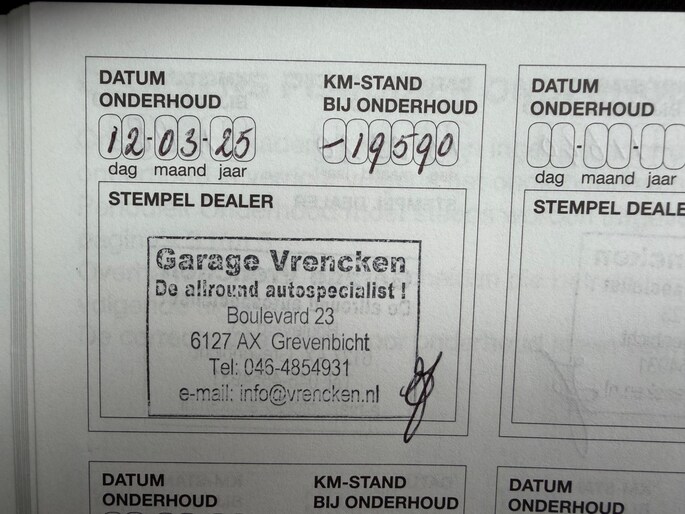 DATUM
ONDERHOUD
KM-STAND
BIJ ONDERHOUD
12-03-25
-19590
dag maand jaar
STEMPEL DEALER
Garage Vrencken
De allround autospecialist!
Boulevard 23
6127 AX Grevenbicht
Tel: 045-4854931
e-mail: info@vrencken.nl
DATUM
ONDERHOUD
dag maand jaar
STEMPEL DEALE
DATUM
ONDERHOUD
KM-STAND
BIJ ONDERHOUD
DATUM
ONDERHOUD